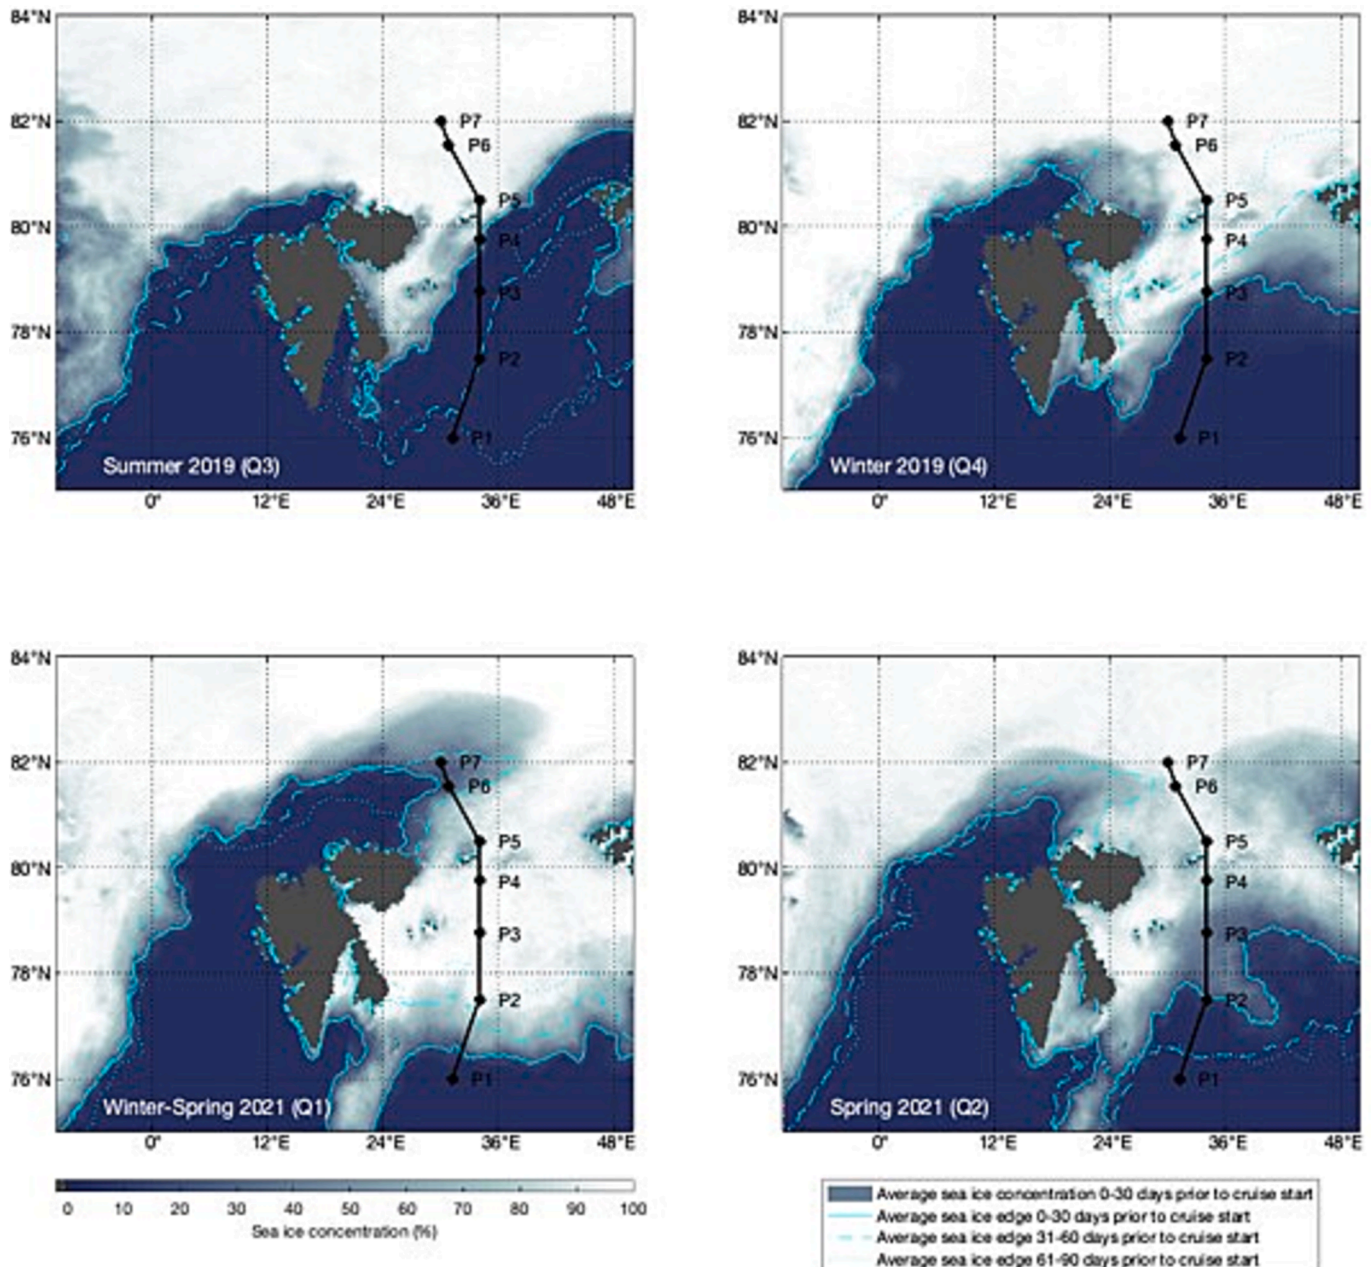 84°N
84°N
82°N
P7
82°N
P7
P6
P6
P5
P5
80°N
80°N
P4
P4
P3
P3
78°N
78°N
P2
P2
76°N
P1
76°N
P1
Summer 2019 (Q3)
Winter 2019 (Q4)
0° 12°E 24°E 36°E 48°E
0° 12°E 24°E 36°E 48°E
84°N
84°N
82°N
P7
82°N
P7
P6
P6
P5
P5
80°N
80°N
P4
P4
P3
P3
78°N
78°N
P2
P2
76°N
P1
76°N
P1
Winter-Spring 2021 (Q1)
Spring 2021 (Q2)
0° 12°E 24°E 36°E 48°E
0° 12°E 24°E 36°E 48°E
0 10 20 30 40 50 60 70 80 90 100
Sea ice concentration (%)
Average sea ice concentration 0-30 days prior to cruise start
Average sea ice edge 0-30 days prior to cruise start
Average sea ice edge 31-60 days prior to cruise start
Average sea ice edge 61-90 days prior to cruise start